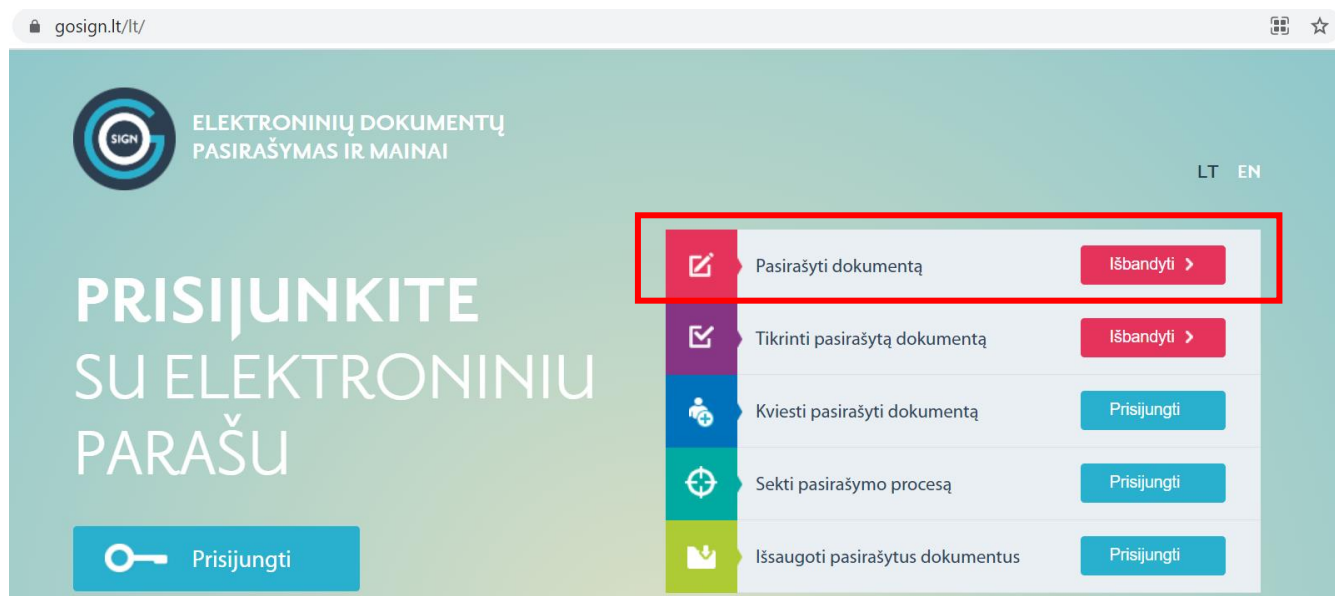 gosign.lt/lt/
SIGN
ELEKTRONINIŲ DOKUMENTŲ
PASIRAŠYMAS IR MAINAI
LT EN
PRISIJUNKITE
SU ELEKTRONINIU
PARAŠU
Prisijungti
Pasirašyti dokumentą Išbandyti
Tikrinti pasirašytą dokumentą Išbandyti
Kviesti pasirašyti dokumentą Prisijungti
Sekti pasirašymo procesą Prisijungti
Išsaugoti pasirašytus dokumentus Prisijungti